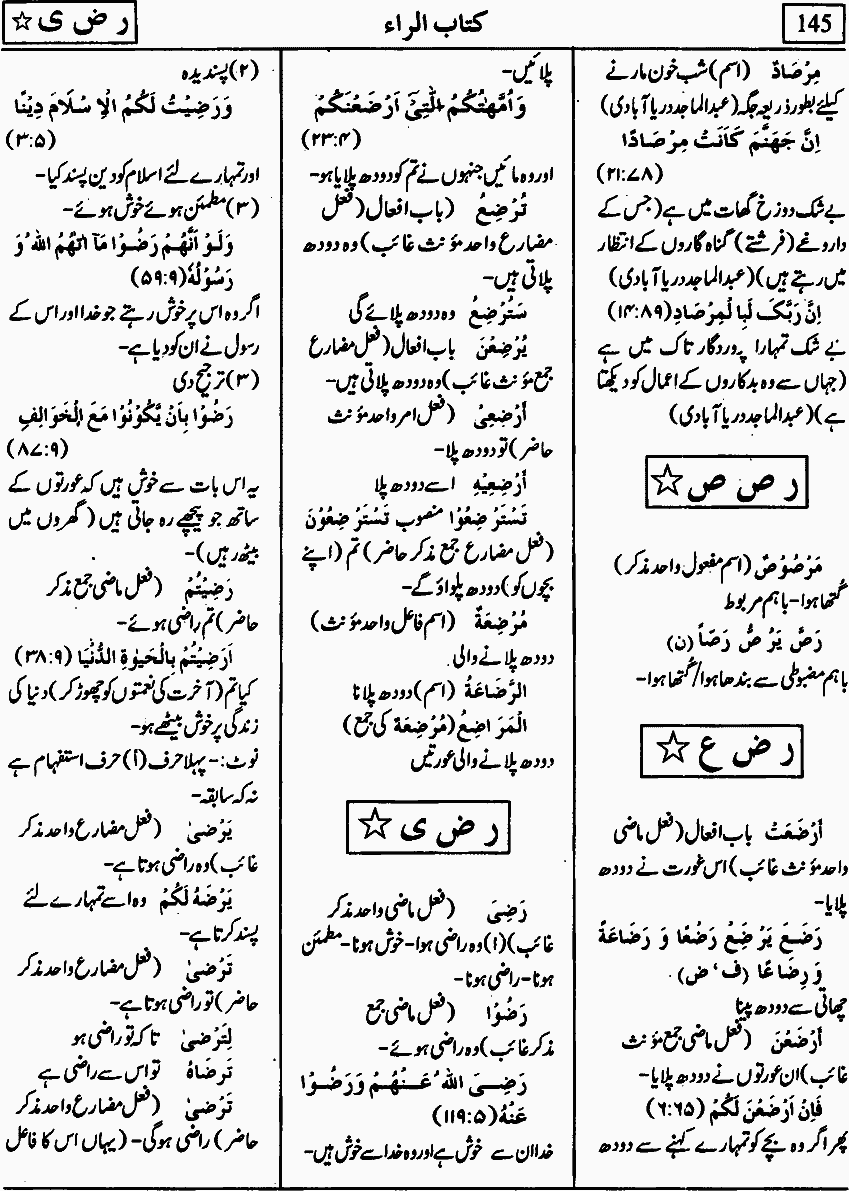 145
کتاب الراء
ر ض ی ☆
مِرْصَادٌ (اسم) شب خون مارنے
کیلئے بطور ذریعہ جگہ (عبدالماجد دریا آبادی)
اِنَّ جَهَنَّمَ كَانَتْ مِرْصَادًا
(۲۱:۷۸)
بے شک دوزخ گھات میں ہے (جس کے
داروغے (فرشتے) گناہ گاروں کے انتظار
میں رہتے ہیں) (عبدالماجد دریا آبادی)
اِنَّ رَبَّكَ لَبِا لْمِرْصَادِ (۱۴:۸۹)
بے شک تمہارا پروردگار تاک میں ہے
(جہاں سے وہ بدکاروں کے اعمال کو دیکھتا
ہے) (عبدالماجد دریا آبادی)
ر ص ص ☆
مَرْصُوْصٌ (اسم مفعول واحد مذکر)
گتھا ہوا۔ باہم مربوط
رَصَّ يَرُ صُّ رَصّاً (ن)
باہم مضبوطی سے بندھا ہوا/گتھا ہوا۔
ر ض ع ☆
اَرْضَعَتْ باب افعال (فعل ماضی
واحد مؤنث غائب) اس عورت نے دودھ
پلایا۔
رَضَعَ يَرْ ضِعُ رَضْعًا وَ رَضَاعَةً
وَ رِضَا عًا (ف، ض)
چھاتی سے دودھ پینا
اَرْضَعْنَ (فعل ماضی جمع مؤنث
غائب) ان عورتوں نے دودھ پلایا۔
فَاِنْ اَرْضَعْنَ لَكُمْ (۶:۶۵)
پھر اگر وہ بچے کو تمہارے کہنے سے دودھ
پلائیں۔
وَاُمَّهٰتُكُمُ الّٰتِیْۤ اَرْضَعْنَكُمْ
(۲۳:۴)
اور وہ مائیں جنہوں نے تم کو دودھ پلایا ہو۔
تُرْضِعُ (باب افعال (فعل
مضارع واحد مؤنث غائب) وہ دودھ
پلاتی ہیں۔
سَتُرْضِعُ وہ دودھ پلائے گی
يُرْضِعْنَ باب افعال (فعل مضارع
جمع مؤنث غائب) وہ دودھ پلاتی ہیں۔
اَرْضِعِیْ (فعل امر واحد مؤنث
حاضر) تو دودھ پلا۔
اَرْضِعِيْهِ اسے دودھ پلا
تَسْتَرْ ضِعُوْا منصوب تَسْتَرْ ضِعُوْنَ
(فعل مضارع جمع مذکر حاضر) تم (اپنے
بچوں کو) دودھ پلواؤ گے۔
مُرْضِعَةٌ (اسم فاعل واحد مؤنث)
دودھ پلانے والی
الرَّضَاعَةُ (اسم) دودھ پلانا
الْمَرَ اضِعُ (مُرْضِعَة کی جمع)
دودھ پلانے والی عورتیں
ر ض ی ☆
رَضِیَ (فعل ماضی واحد مذکر
غائب) (۱) وہ راضی ہوا۔ خوش ہونا۔ مطمئن
ہونا۔ راضی ہونا۔
رَضُوْا (فعل ماضی جمع
مذکر غائب) وہ راضی ہوئے۔
رَضِیَ اللّٰهُ عَنْهُمْ وَرَضُوْا
عَنْهُ (۱۱۹:۵)
خدا ان سے خوش ہے اور وہ خدا سے خوش ہیں۔
(۲) پسندیدہ
وَرَضِيْتُ لَكُمُ الْاِ سْلَامَ دِيْنًا
(۳:۵)
اور تمہارے لئے اسلام کو دین پسند کیا۔
(۳) مطمئن ہوئے خوش ہوئے۔
وَلَوْ اَنَّهُمْ رَضُوْا مَاۤ اٰتٰهُمُ اللّٰهُ وَ
رَسُوْلُهٗ (۵۹:۹)
اگر وہ اس پر خوش رہتے جو خدا اور اس کے
رسول نے ان کو دیا ہے۔
(۳) ترجیح دی
رَضُوْا بِاَنْ يَّكُوْنُوْا مَعَ الْخَوَالِفِ
(۸۷:۹)
یہ اس بات سے خوش ہیں کہ عورتوں کے
ساتھ جو پیچھے رہ جاتی ہیں (گھروں میں
بیٹھ رہیں)۔
رَضِيْتُمْ (فعل ماضی جمع مذکر
حاضر) تم راضی ہوئے۔
اَرَضِيْتُمْ بِالْحَيٰوةِ الدُّنْيَا (۳۸:۹)
کیا تم (آخرت کی نعمتوں کو چھوڑ کر) دنیا کی
زندگی پر خوش بیٹھے ہو۔
نوٹ:۔ پہلا حرف (أ) حرف استفہام ہے
نہ کہ سابقہ۔
يَرْضٰی (فعل مضارع واحد مذکر
غائب) وہ راضی ہوتا ہے۔
يَرْضَهُ لَكُمْ وہ اسے تمہارے لئے
پسند کرتا ہے۔
تَرْضٰی (فعل مضارع واحد مذکر
حاضر) تو راضی ہوتا ہے۔
لِتَرْضٰی تاکہ تو راضی ہو
تَرْضَاهُ تو اس سے راضی ہے
تَرْضٰی (فعل مضارع واحد مذکر
حاضر) راضی ہوگی۔ (یہاں اس کا فاعل